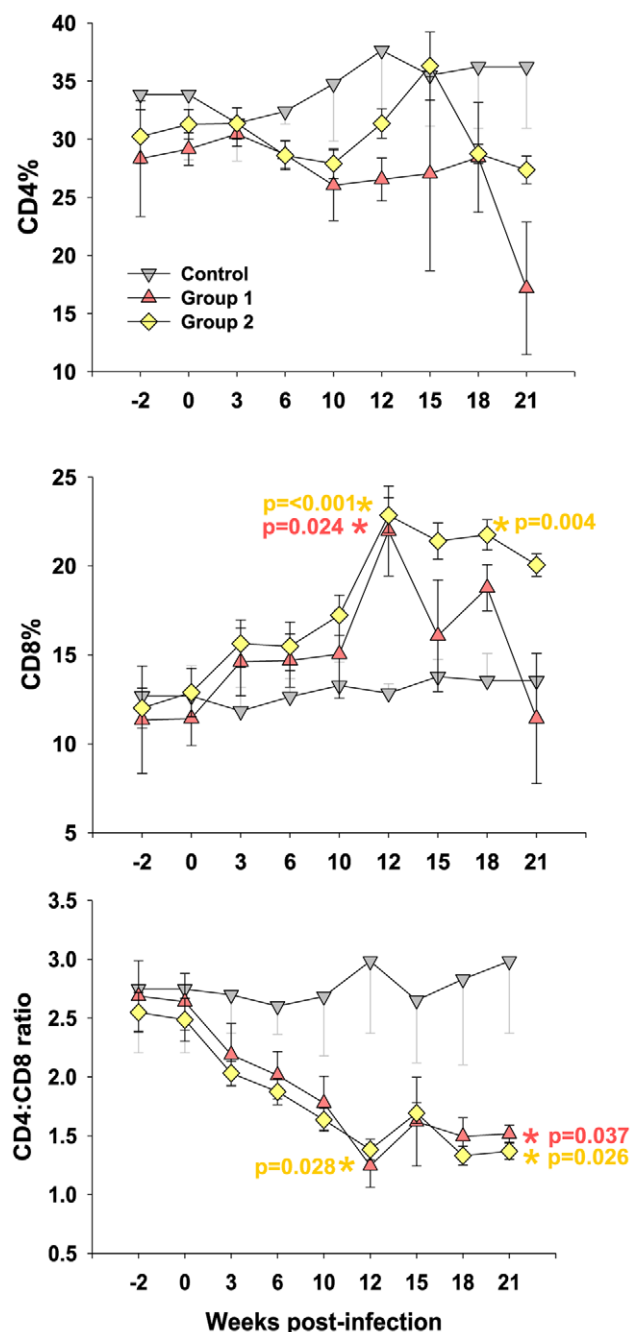 40
35
30
25
20
15
10
CD4%
Control
Group 1
Group 2
-2 0 3 6 10 12 15 18 21
25
20
15
10
5
CD8%
p=<0.001*
p=0.024 *
* p=0.004
-2 0 3 6 10 12 15 18 21
3.5
3.0
2.5
2.0
1.5
1.0
0.5
CD4:CD8 ratio
p=0.028 *
* p=0.037
* p=0.026
-2 0 3 6 10 12 15 18 21
Weeks post-infection